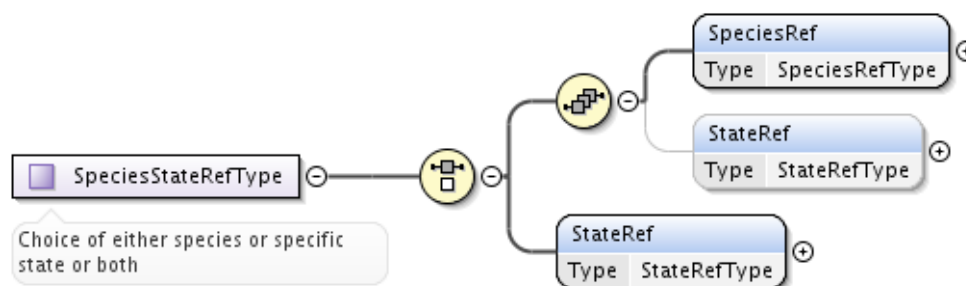 SpeciesRef
Type SpeciesRefType
StateRef
Type StateRefType
SpeciesStateRefType
Choice of either species or specific
state or both
StateRef
Type StateRefType